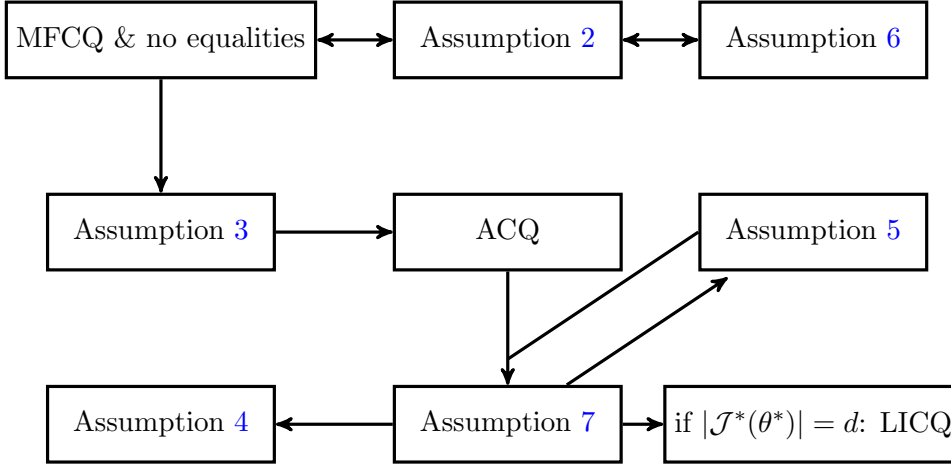 MFCQ & no equalities
Assumption 2
Assumption 6
Assumption 3
ACQ
Assumption 5
Assumption 4
Assumption 7
if |𝒥*(θ*)| = d: LICQ